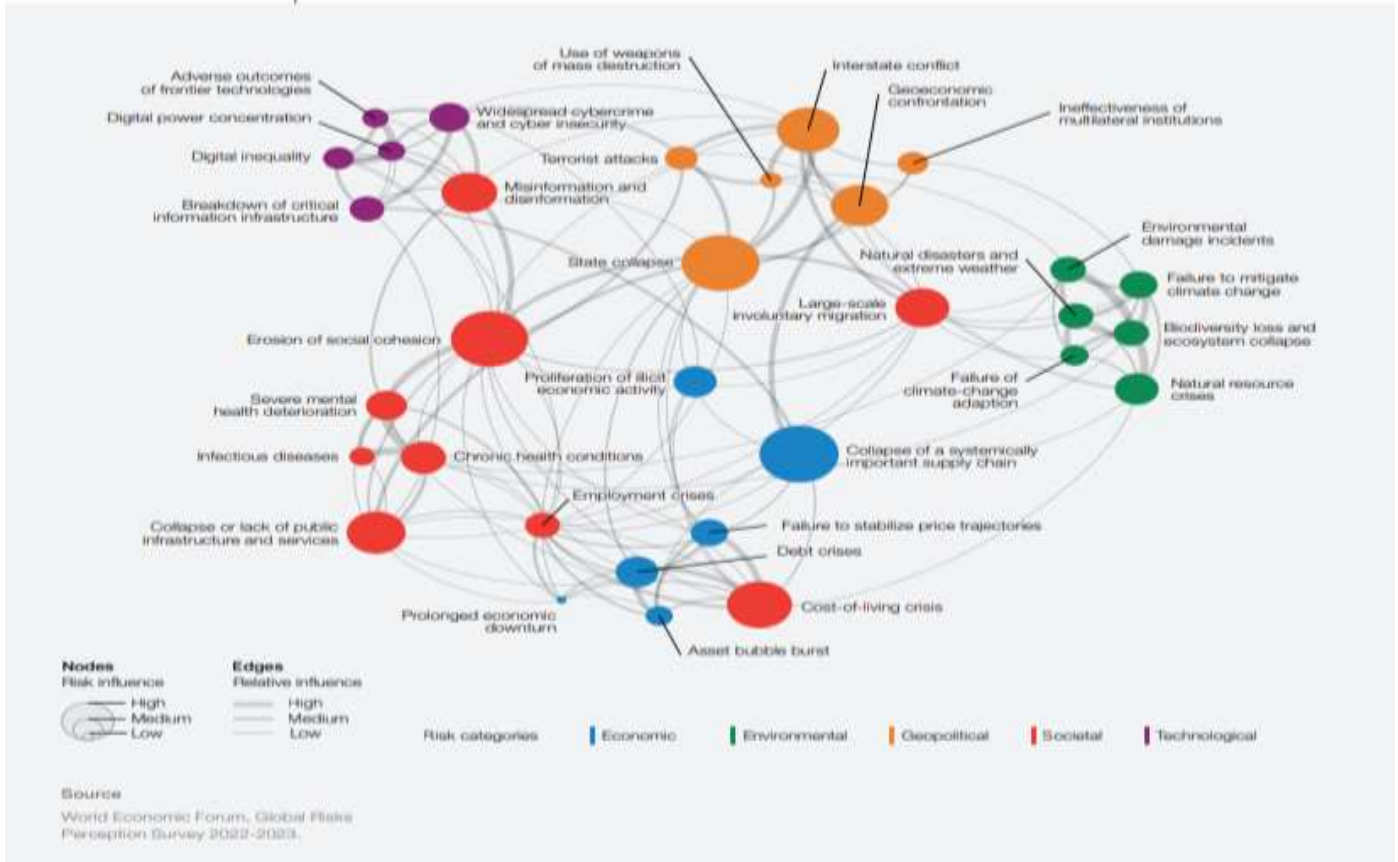 Use of weapons
of mass destruction
Interstate conflict
Adverse outcomes
of frontier technologies
Geoeconomic
confrontation
Ineffectiveness of
multilateral institutions
Digital power concentration
Widespread cybercrime
and cyber insecurity
Digital inequality
Terrorist attacks
Misinformation and
disinformation
Breakdown of critical
information infrastructure
Environmental
damage incidents
State collapse
Natural disasters and
extreme weather
Failure to mitigate
climate change
Large-scale
involuntary migration
Biodiversity loss and
ecosystem collapse
Erosion of social cohesion
Proliferation of illicit
economic activity
Failure of
climate-change
adaption
Natural resource
crises
Severe mental
health deterioration
Infectious diseases
Chronic health conditions
Collapse of a systemically
important supply chain
Employment crises
Collapse or lack of public
infrastructure and services
Failure to stabilize price trajectories
Debt crises
Prolonged economic
downturn
Cost-of-living crisis
Asset bubble burst
Nodes
Risk influence
High
Medium
Low
Edges
Relative influence
High
Medium
Low
Risk categories
Economic
Environmental
Geopolitical
Societal
Technological
Source
World Economic Forum, Global Risks
Perception Survey 2022-2023.